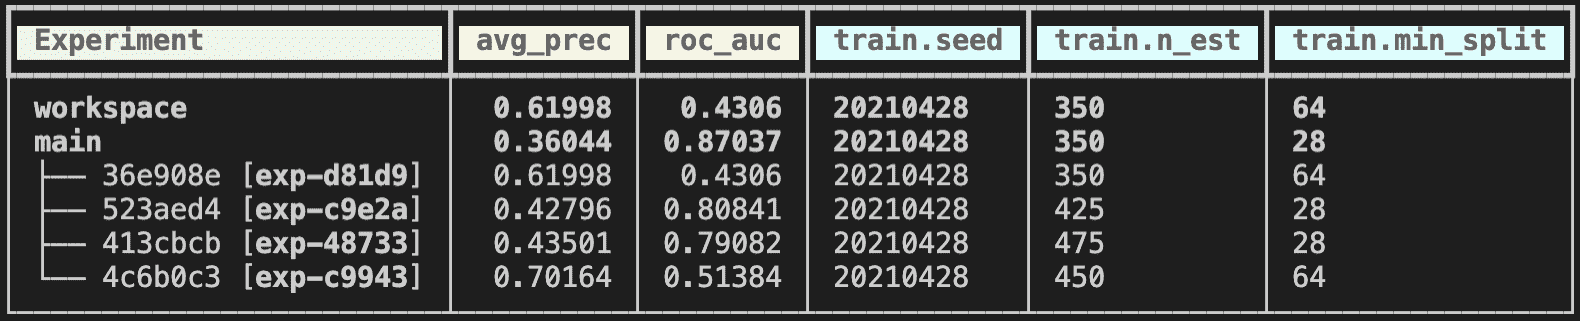 Experiment avg_prec roc_auc train.seed train.n_est train.min_split
workspace 0.61998 0.4306 20210428 350 64
main 0.36044 0.87037 20210428 350 28
├── 36e908e [exp-d81d9] 0.61998 0.4306 20210428 350 64
├── 523aed4 [exp-c9e2a] 0.42796 0.80841 20210428 425 28
├── 413cbcb [exp-48733] 0.43501 0.79082 20210428 475 28
└── 4c6b0c3 [exp-c9943] 0.70164 0.51384 20210428 450 64